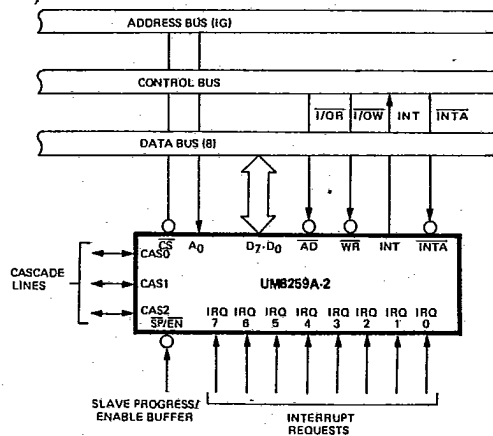 ADDRESS BUS (IG)
CONTROL BUS
I/OR I/OW INT INTA
DATA BUS (8)
CS A0 D7-D0 AD WR INT INTA
CAS0
CASCADE LINES
CAS1
UM8259A-2
CAS2
SP/EN
IRQ 7 IRQ 6 IRQ 5 IRQ 4 IRQ 3 IRQ 2 IRQ 1 IRQ 0
SLAVE PROGRESS/
ENABLE BUFFER
INTERRUPT
REQUESTS